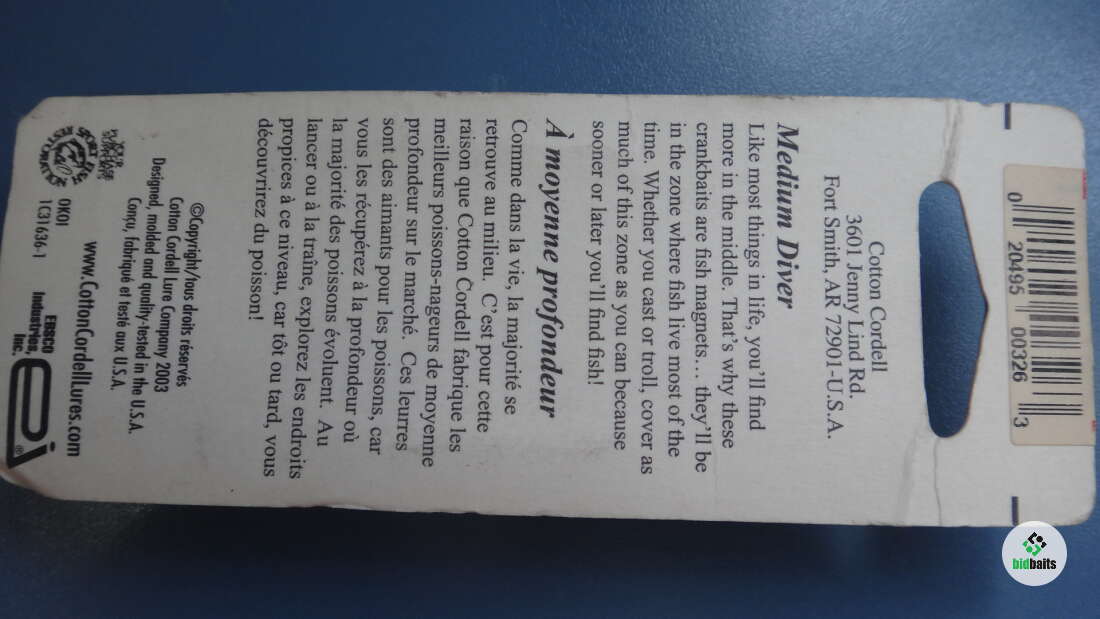 0 20495 00326 3
Cotton Cordell
3601 Jenny Lind Rd.
Fort Smith, AR 72901-U.S.A.
Medium Diver
Like most things in life, you'll find
more in the middle. That's why these
crankbaits are fish magnets... they'll be
in the zone where fish live most of the
time. Whether you cast or troll, cover as
much of this zone as you can because
sooner or later you'll find fish!
À moyenne profondeur
Comme dans la vie, la majorité se
retrouve au milieu. C'est pour cette
raison que Cotton Cordell fabrique les
meilleurs poissons-nageurs de moyenne
profondeur sur le marché. Ces leurres
sont des aimants pour les poissons, car
vous les récupérez à la profondeur où
la majorité des poissons évoluent. Au
lancer ou à la traîne, explorez les endroits
propices à ce niveau, car tôt ou tard, vous
découvrirez du poisson!
©Copyright/tous droits réservés
Cotton Cordell Lure Company 2003
Designed, molded and quality-tested in the U.S.A.
Conçu, fabriqué et testé aux U.S.A.
www.CottonCordellLures.com
0K01
1C31636-1
EBSCO
Industries,
Inc.
®
SPORT FISH
bidbaits